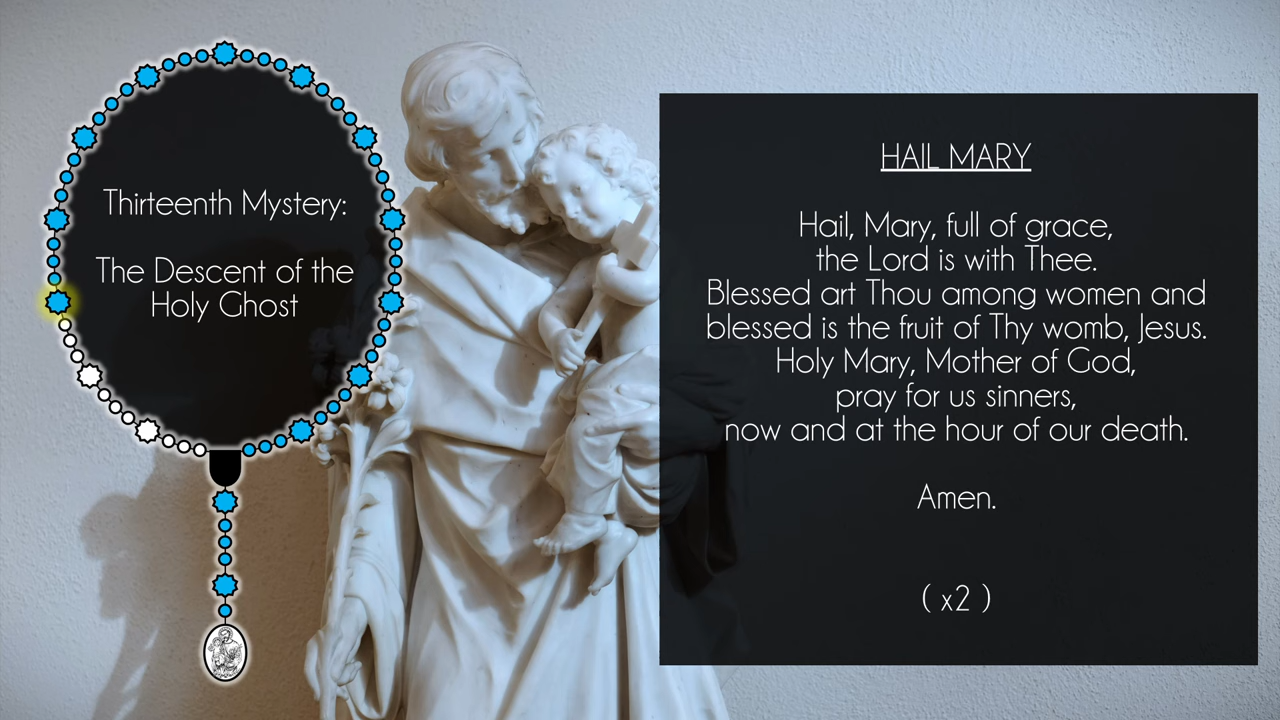 Thirteenth Mystery:
The Descent of the
Holy Ghost
HAIL MARY
Hail, Mary, full of grace,
the Lord is with Thee.
Blessed art Thou among women and
blessed is the fruit of Thy womb, Jesus.
Holy Mary, Mother of God,
pray for us sinners,
now and at the hour of our death.
Amen.
( x2 )